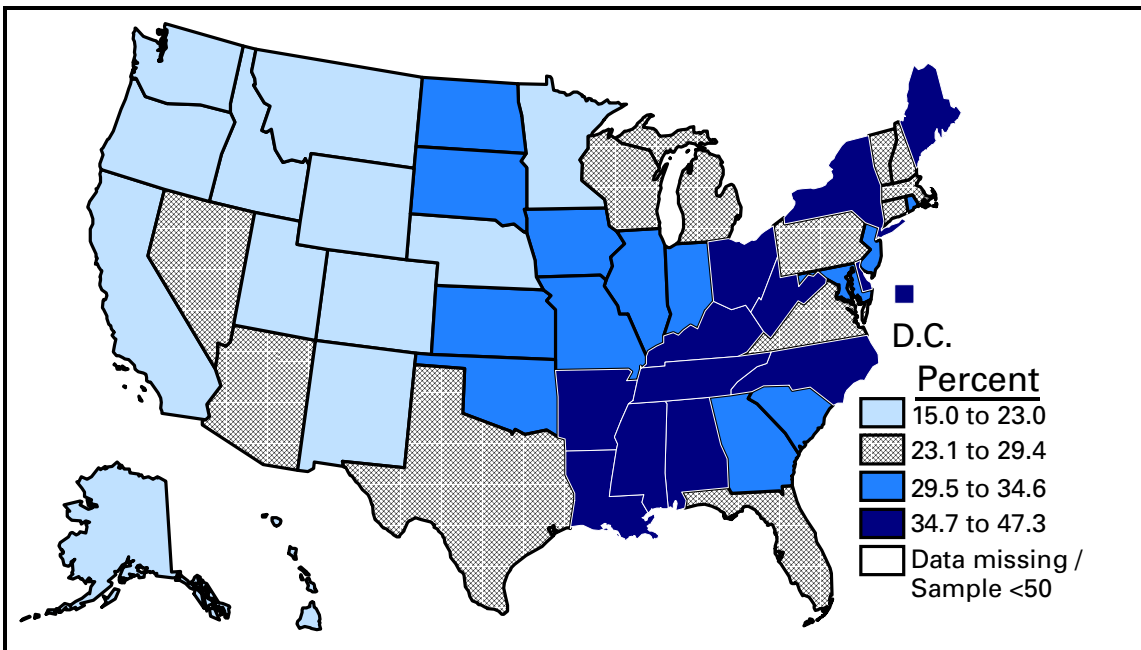 D.C.
Percent
15.0 to 23.0
23.1 to 29.4
29.5 to 34.6
34.7 to 47.3
Data missing /
Sample <50